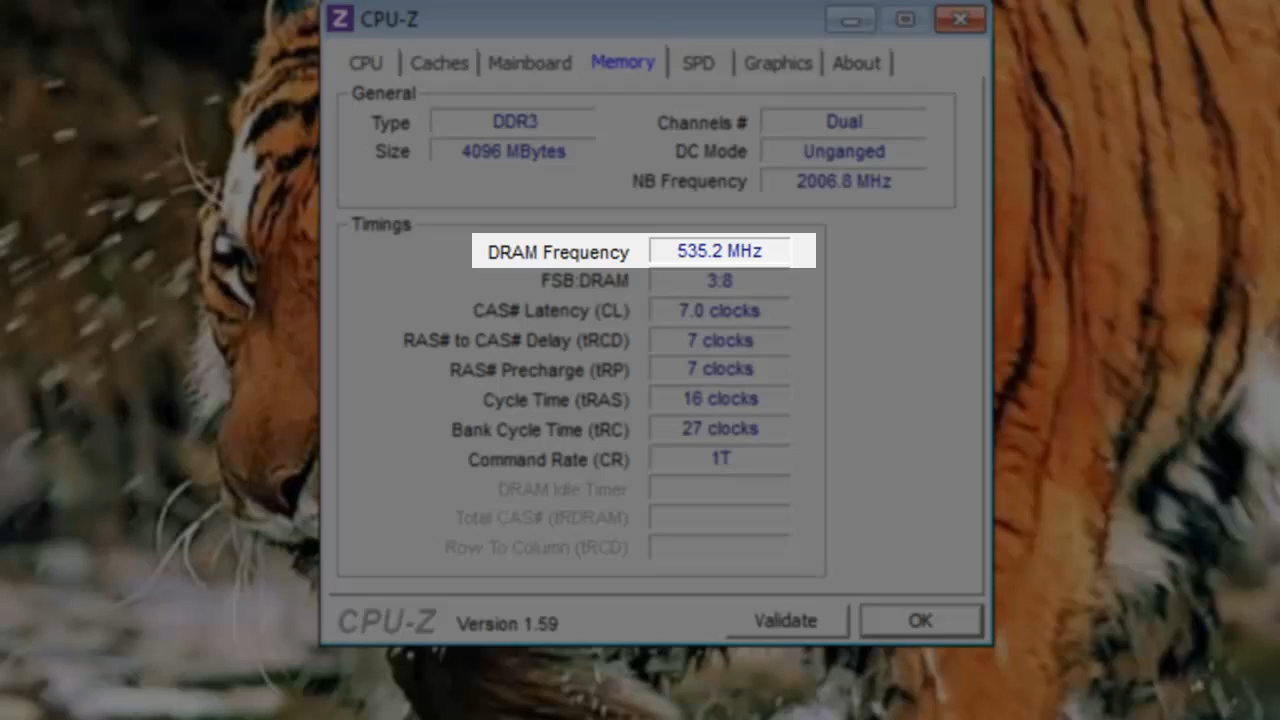 Z CPU-Z
CPU Caches Mainboard Memory SPD Graphics About
General
Type DDR3 Channels # Dual
Size 4096 MBytes DC Mode Unganged
NB Frequency 2006.8 MHz
Timings
DRAM Frequency 535.2 MHz
FSB:DRAM 3:8
CAS# Latency (CL) 7.0 clocks
RAS# to CAS# Delay (tRCD) 7 clocks
RAS# Precharge (tRP) 7 clocks
Cycle Time (tRAS) 16 clocks
Bank Cycle Time (tRC) 27 clocks
Command Rate (CR) 1T
DRAM Idle Timer
Total CAS# (tRDRAM)
Row To Column (tRCD)
CPU-Z Version 1.59 Validate OK